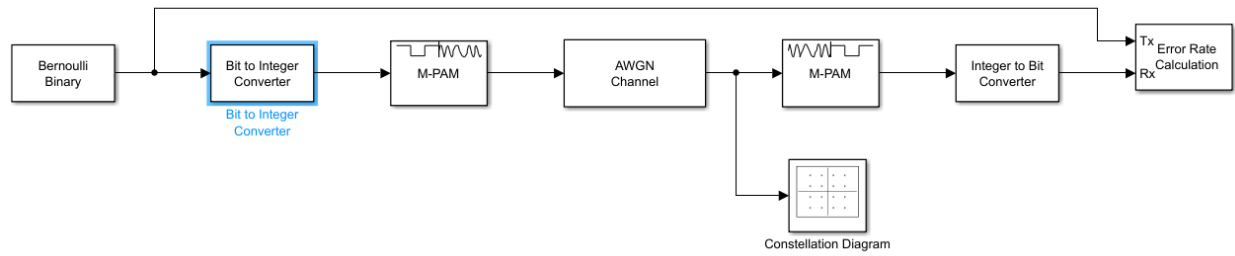 Bernoulli
Binary
Bit to Integer
Converter
Bit to Integer
Converter
M-PAM
AWGN
Channel
M-PAM
Integer to Bit
Converter
Tx
Rx
Error Rate
Calculation
Constellation Diagram